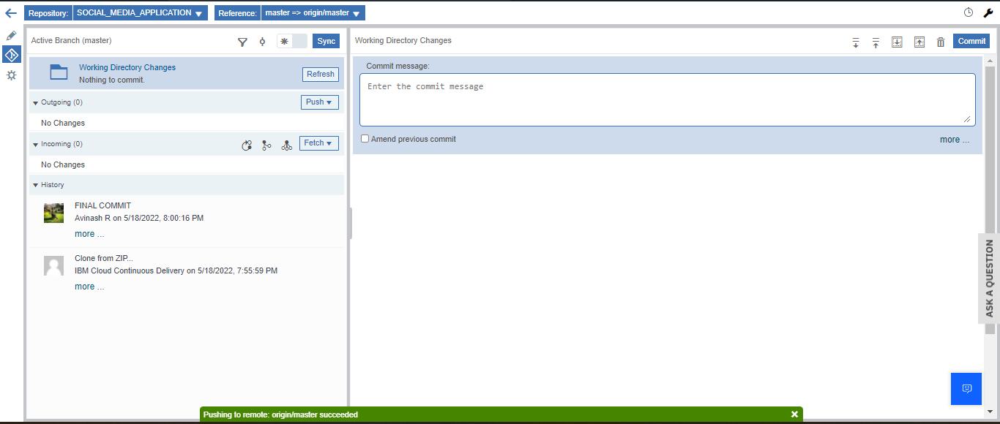 Repository: SOCIAL_MEDIA_APPLICATION Reference: master => origin/master
Active Branch (master) Sync
Working Directory Changes
Nothing to commit.
Refresh
Outgoing (0) Push
No Changes
Incoming (0) Fetch
No Changes
History
FINAL COMMIT
Avinash R on 5/18/2022, 8:00:16 PM
more ...
Clone from ZIP...
IBM Cloud Continuous Delivery on 5/18/2022, 7:55:59 PM
more ...
Working Directory Changes Commit
Commit message:
Enter the commit message
Amend previous commit more ...
ASK A QUESTION
Pushing to remote: origin/master succeeded